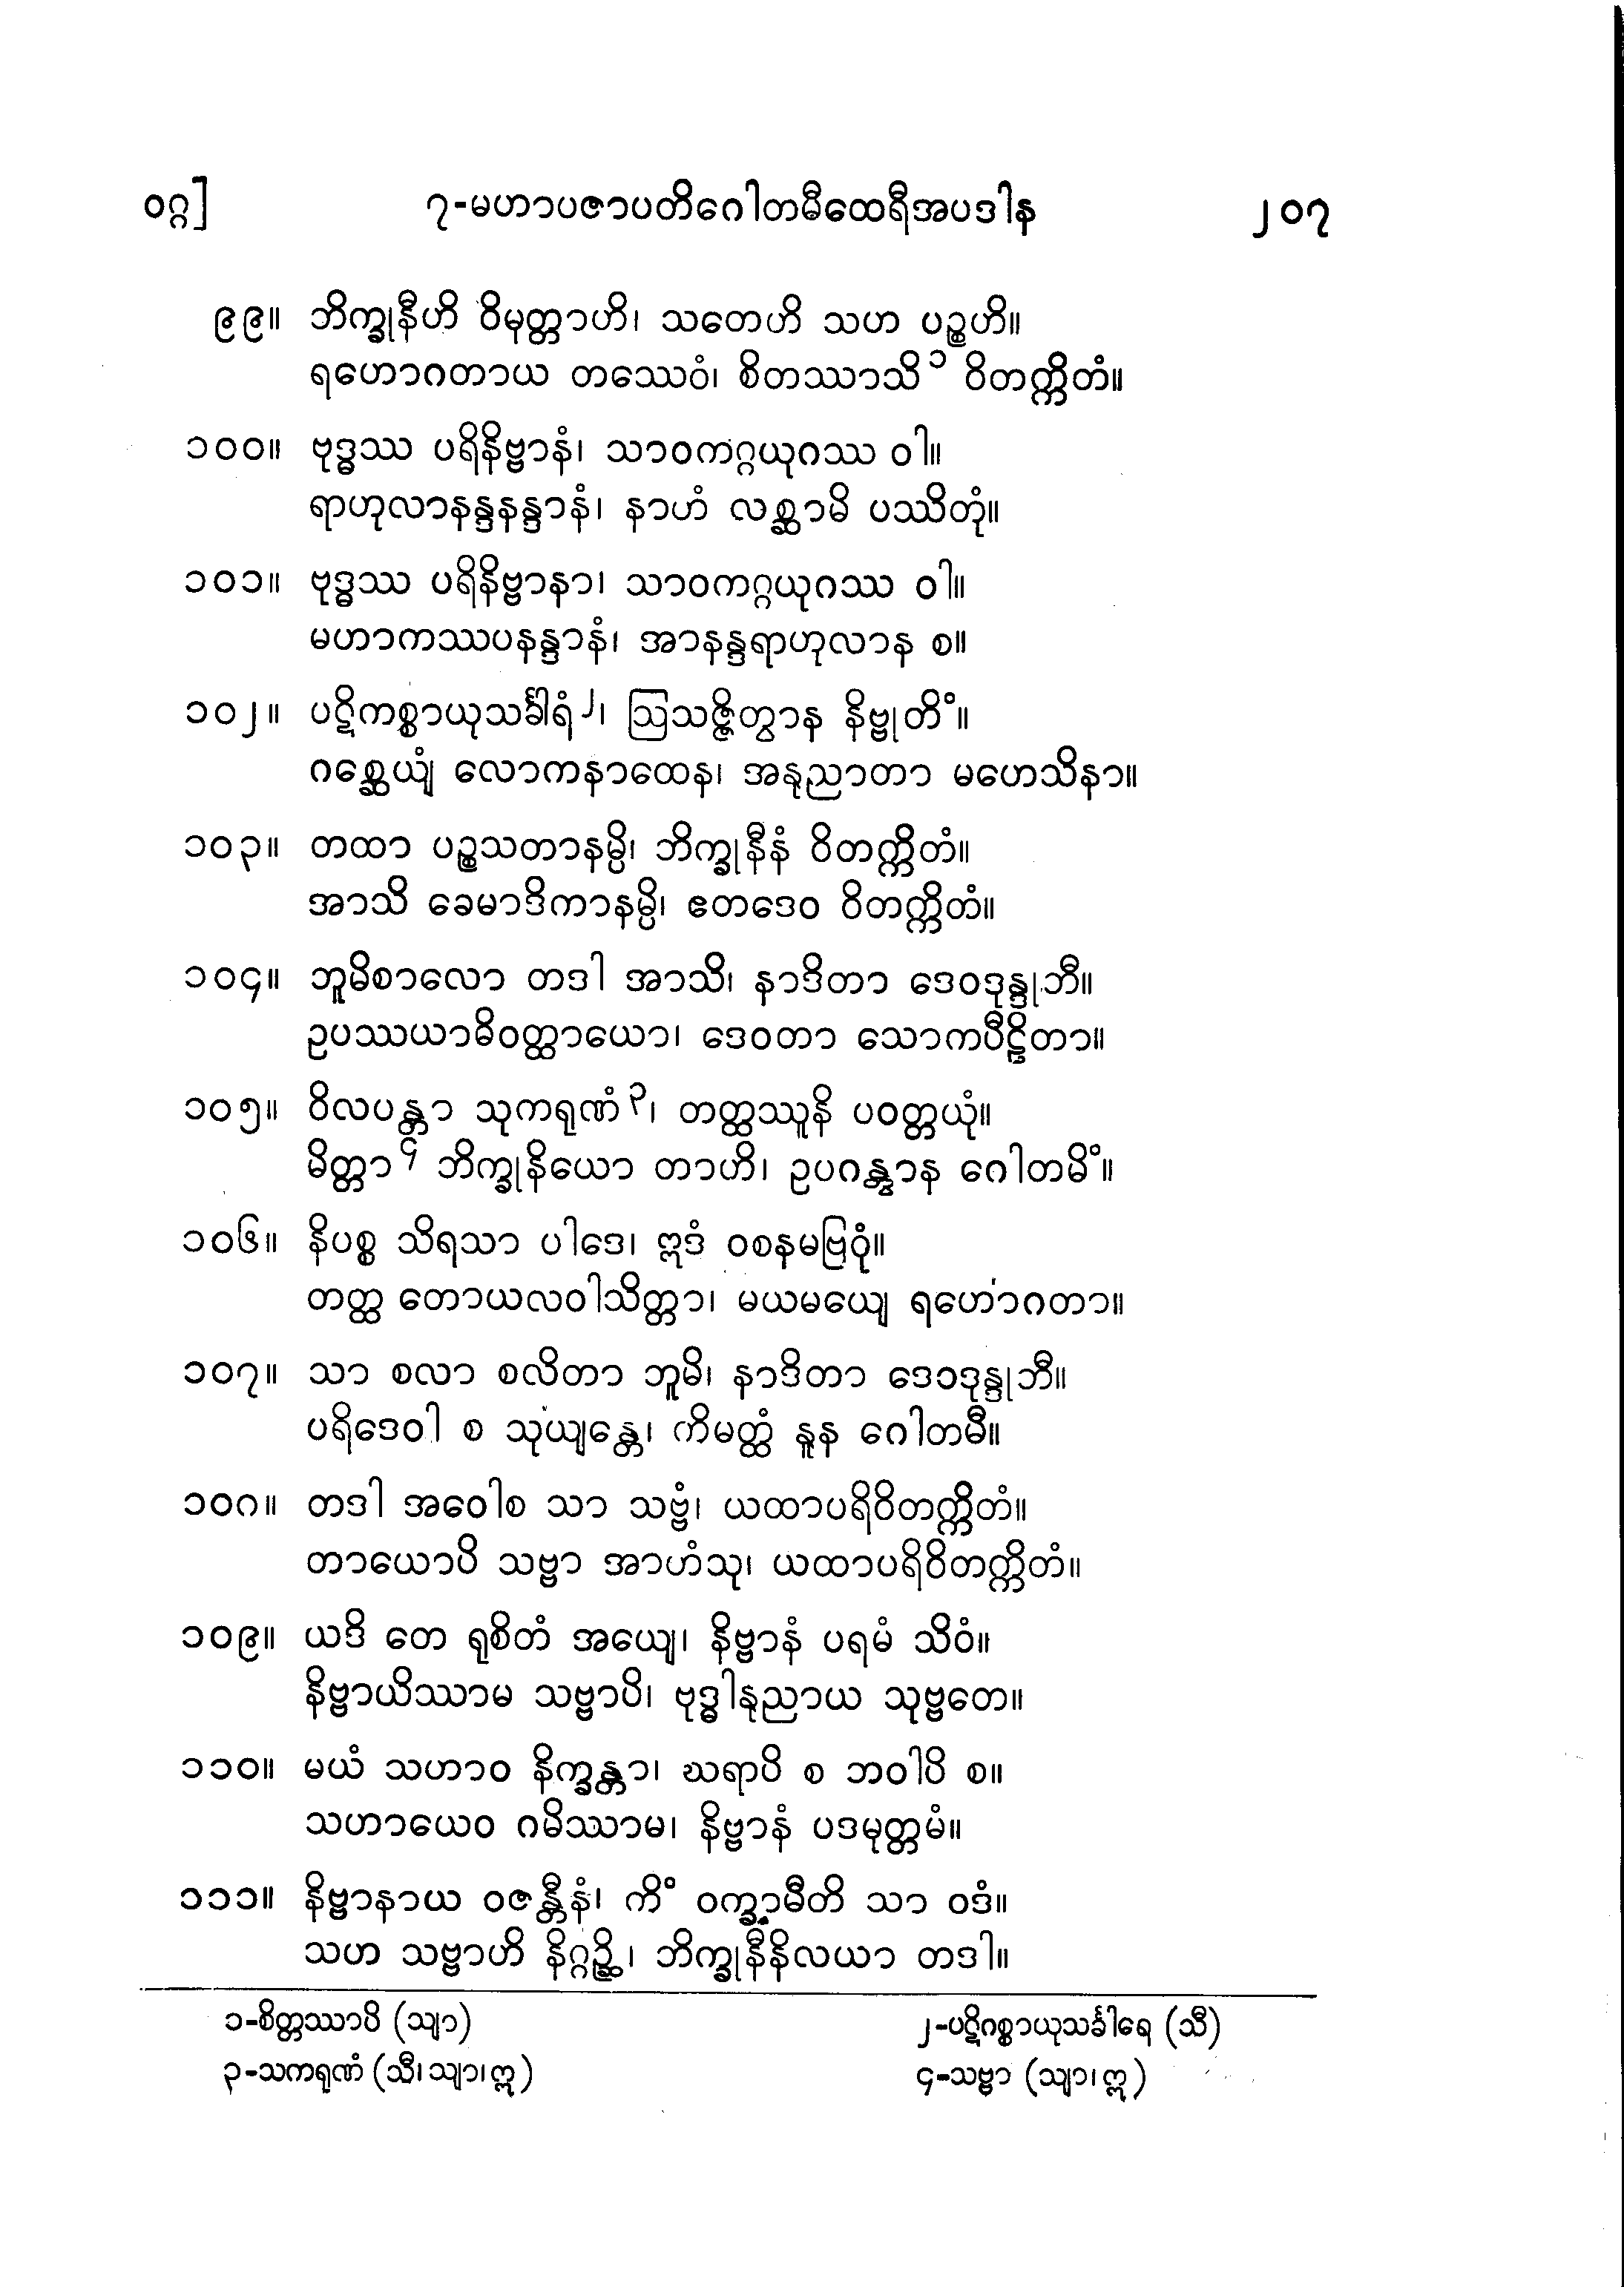 ဝဂ္ဂ] ၇-မဟာပဇာပတိဂေါတမီထေရီအပဒါန ၂၀၇
၉၉။ ဘိက္ခုနီဟိ ဝိမုတ္တာဟိ၊ သတေဟိ သဟ ပဉ္စဟိ။
ရဟောဂတာယ တဿေဝံ၊ စိတဿာသိ၁ ဝိတက္ကိတံ။
၁၀၀။ ဗုဒ္ဓဿ ပရိနိဗ္ဗာနံ၊ သာဝကဂ္ဂယုဂဿ ဝါ။
ရာဟုလာနန္ဒနန္ဒာနံ၊ နာဟံ လစ္ဆာမိ ပဿိတုံ။
၁၀၁။ ဗုဒ္ဓဿ ပရိနိဗ္ဗာနာ၊ သာဝကဂ္ဂယုဂဿ ဝါ။
မဟာကဿပနန္ဒာနံ၊ အာနန္ဒရာဟုလာန စ။
၁၀၂။ ပဋိကစ္စာယုသင်္ခါရံ၂၊ ဩသဇ္ဇိတွာန နိဗ္ဗုတိံ။
ဂစ္ဆေယျံ လောကနာထေန၊ အနုညာတာ မဟေသိနာ။
၁၀၃။ တထာ ပဉ္စသတာနမ္ပိ၊ ဘိက္ခုနီနံ ဝိတက္ကိတံ။
အာသိ ခေမာဒိကာနမ္ပိ၊ ဧတဒေဝ ဝိတက္ကိတံ။
၁၀၄။ ဘူမိစာလော တဒါ အာသိ၊ နာဒိတာ ဒေဝဒုန္ဒုဘီ။
ဥပဿယာဓိဝတ္ထာယော၊ ဒေဝတာ သောကပီဠိတာ။
၁၀၅။ ဝိလပန္တာ သုကရုဏံ၃၊ တတ္ထဿူနိ ပဝတ္တယုံ။
မိတ္တာ၄ ဘိက္ခုနိယော တာဟိ၊ ဥပဂန္တွာန ဂေါတမိံ။
၁၀၆။ နိပစ္စ သိရသာ ပါဒေ၊ ဣဒံ ဝစနမဗြဝုံ။
တတ္ထ တောယလဝါသိတ္တာ၊ မယမယျေ ရဟောဂတာ။
၁၀၇။ သာ စလာ စလိတာ ဘူမိ၊ နာဒိတာ ဒေဝဒုန္ဒုဘီ။
ပရိဒေဝါ စ သုယျန္တေ၊ ကိမတ္ထံ နူန ဂေါတမီ။
၁၀၈။ တဒါ အဝေါစ သာ သဗ္ဗံ၊ ယထာပရိဝိတက္ကိတံ။
တာယောပိ သဗ္ဗာ အာဟံသု၊ ယထာပရိဝိတက္ကိတံ။
၁၀၉။ ယဒိ တေ ရုစိတံ အယျေ၊ နိဗ္ဗာနံ ပရမံ သိဝံ။
နိဗ္ဗာယိဿာမ သဗ္ဗာပိ၊ ဗုဒ္ဓါနုညာယ သုဗ္ဗတေ။
၁၁၀။ မယံ သဟာဝ နိက္ခန္တာ၊ ဃရာပိ စ ဘဝါပိ စ။
သဟာယေဝ ဂမိဿာမ၊ နိဗ္ဗာနံ ပဒမုတ္တမံ။
၁၁၁။ နိဗ္ဗာနာယ ဝဇန္တီနံ၊ ကိံ ဝက္ခာမီတိ သာ ဝဒံ။
သဟ သဗ္ဗာဟိ နိဂ္ဂဉ္ဆိ၊ ဘိက္ခုနီနိလယာ တဒါ။
၁-စိတ္တဿာပိ (သျာ) ၂-ပဋိဂစ္စာယုသင်္ခါရေ (သီ)
၃-သကရုဏံ (သီ၊သျာ၊ဣ) ၄-သဗ္ဗာ (သျာ၊ဣ)